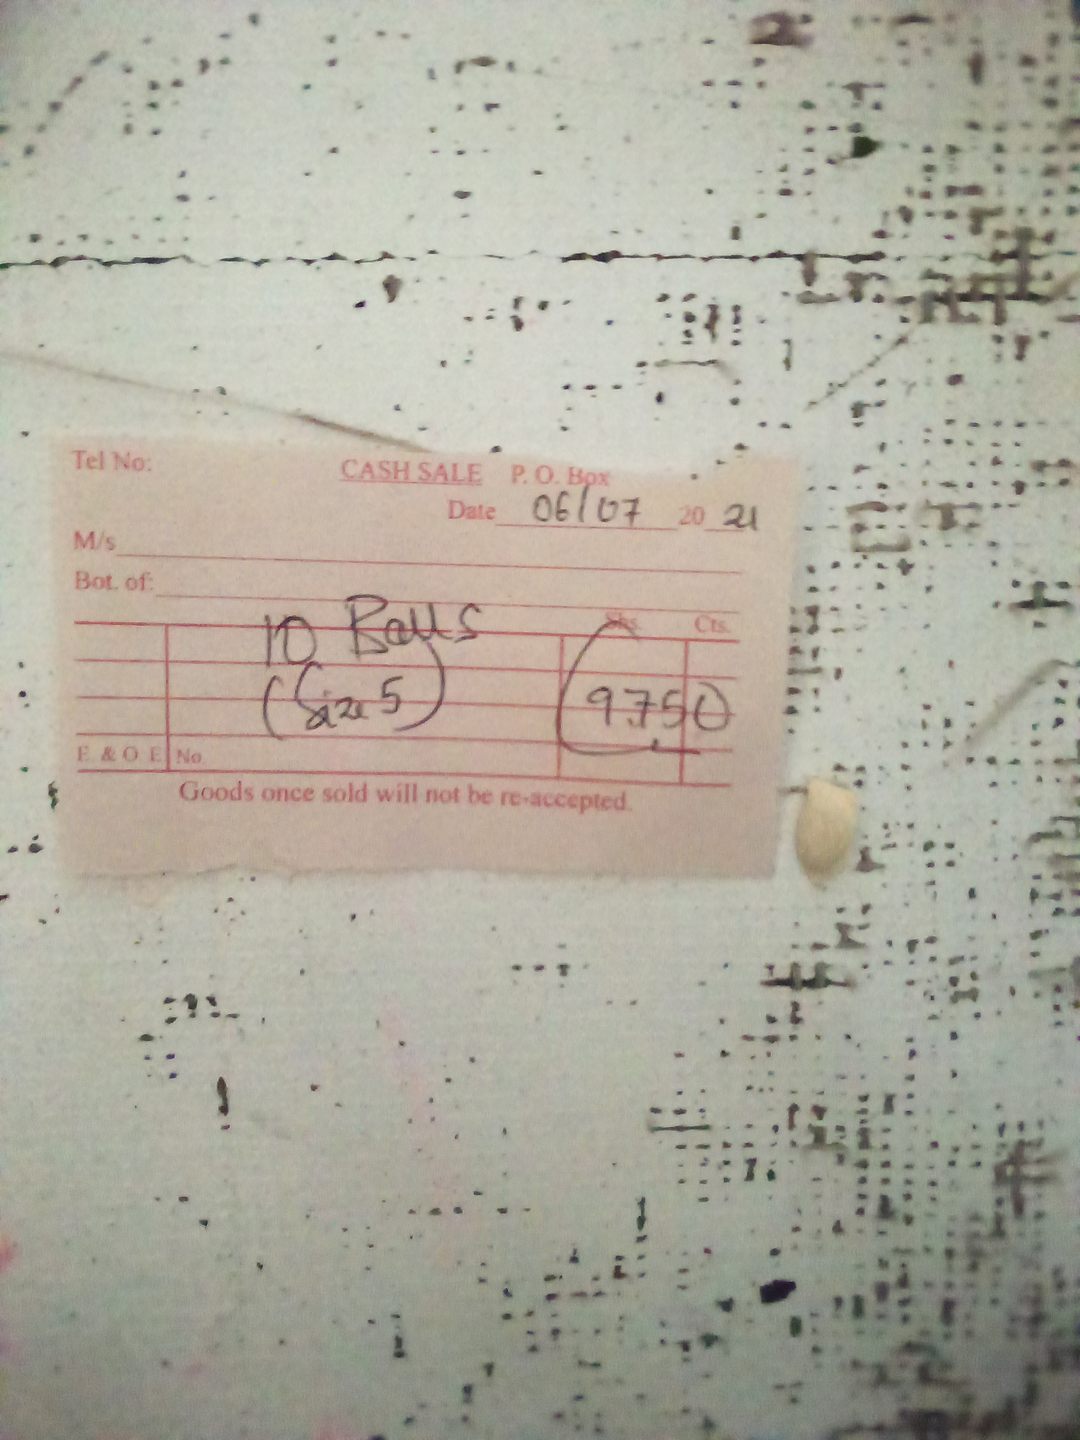 Tel No: CASH SALE P. O. Box
Date 06/07 20 21
M/s
Bot. of:
Shs. Cts.
10 Balls
(Size 5) 9750
E. & O. E. No.
Goods once sold will not be re-accepted.